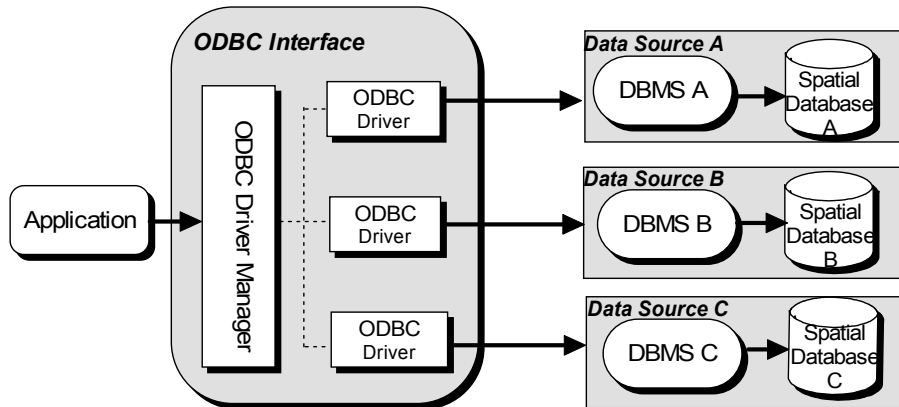 ODBC Interface
Application
ODBC Driver Manager
ODBC
Driver
ODBC
Driver
ODBC
Driver
Data Source A
DBMS A
Spatial
Database
A
Data Source B
DBMS B
Spatial
Database
B
Data Source C
DBMS C
Spatial
Database
C